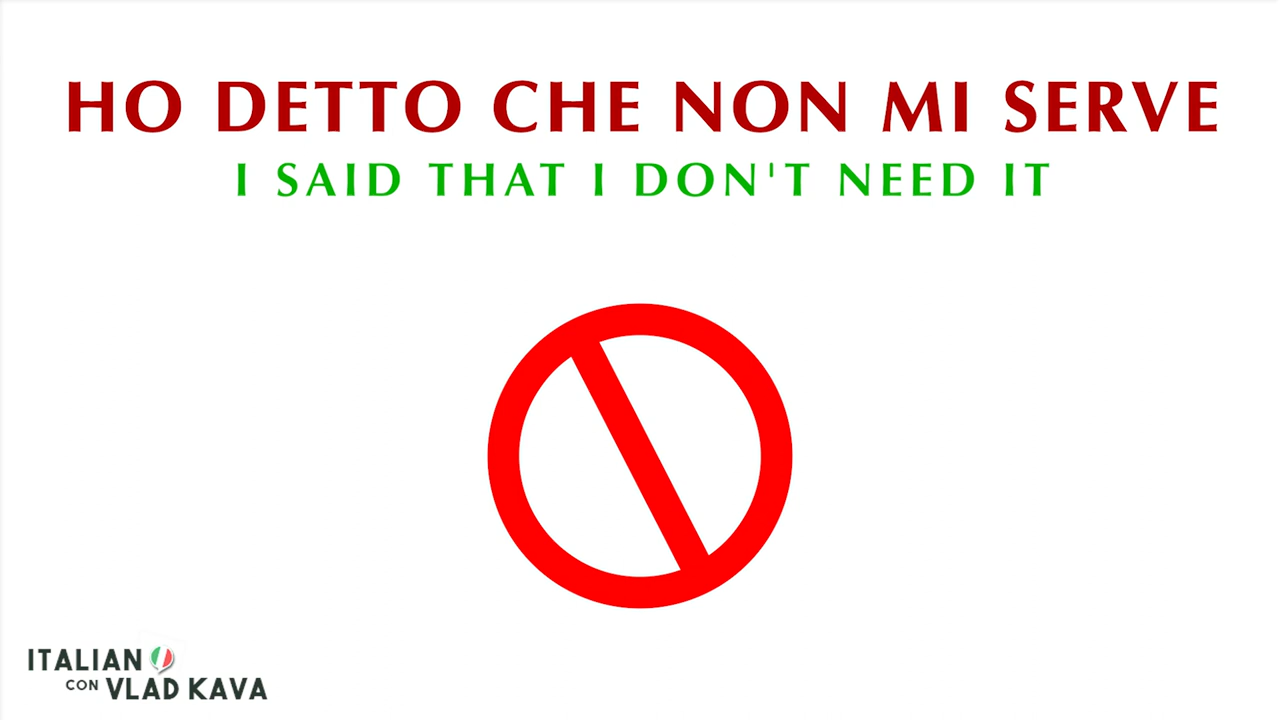 HO DETTO CHE NON MI SERVE
I SAID THAT I DON'T NEED IT
ITALIAN
CON VLAD KAVA